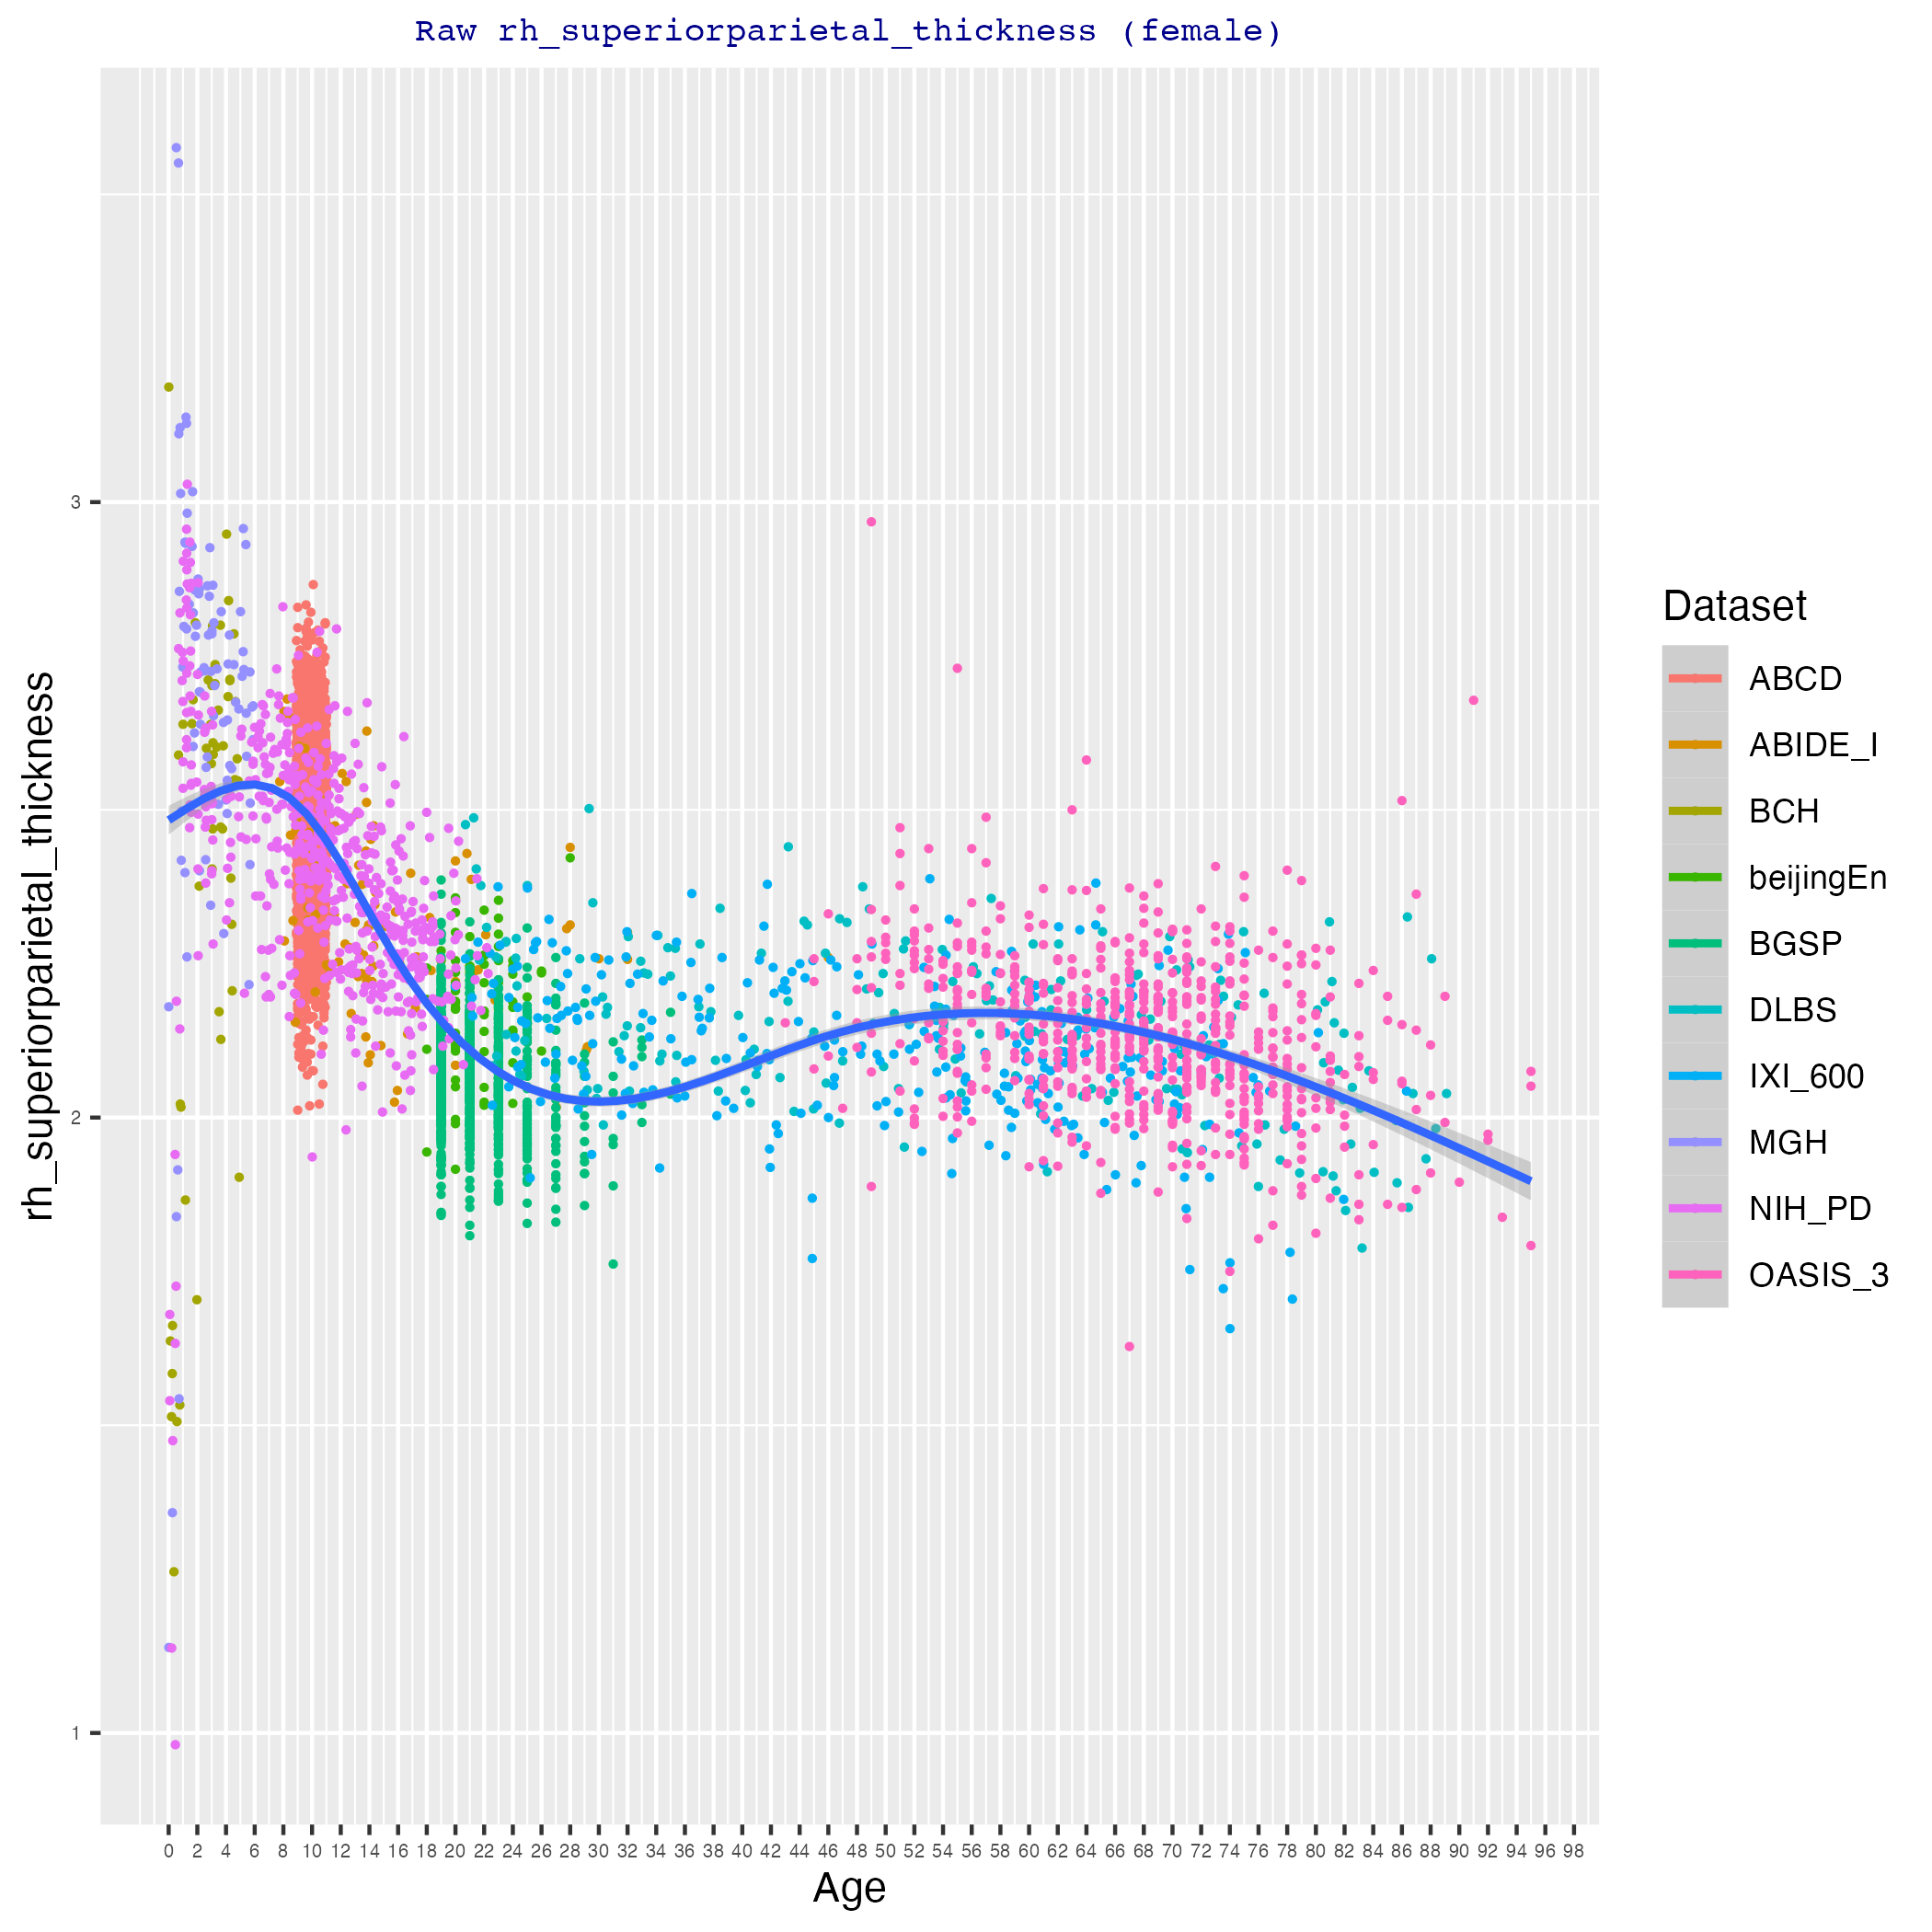 Raw rh_superiorparietal_thickness (female)
rh_superiorparietal_thickness
3
2
1
0 2 4 6 8 10 12 14 16 18 20 22 24 26 28 30 32 34 36 38 40 42 44 46 48 50 52 54 56 58 60 62 64 66 68 70 72 74 76 78 80 82 84 86 88 90 92 94 96 98
Age
Dataset
ABCD
ABIDE_I
BCH
beijingEn
BGSP
DLBS
IXI_600
MGH
NIH_PD
OASIS_3